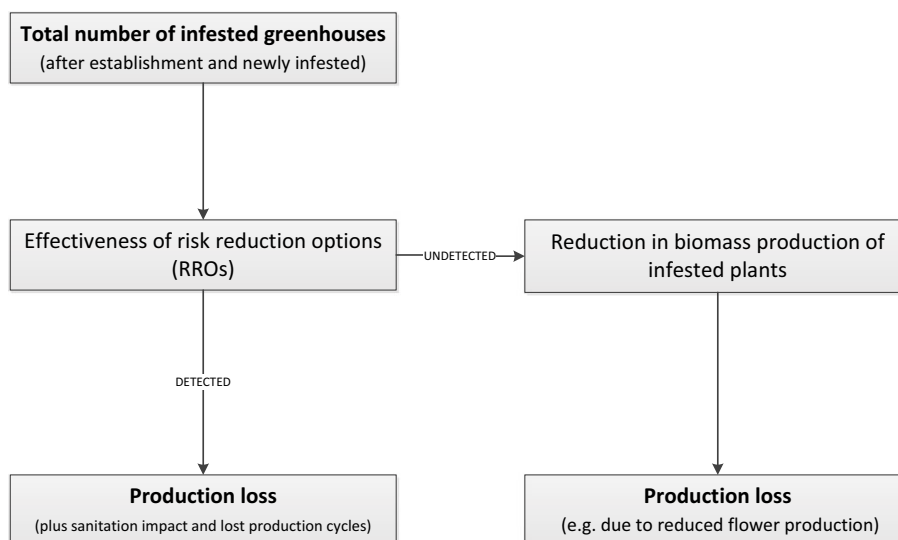 Total number of infested greenhouses
(after establishment and newly infested)
Effectiveness of risk reduction options
(RROs)
UNDETECTED
Reduction in biomass production of
infested plants
DETECTED
Production loss
(plus sanitation impact and lost production cycles)
Production loss
(e.g. due to reduced flower production)